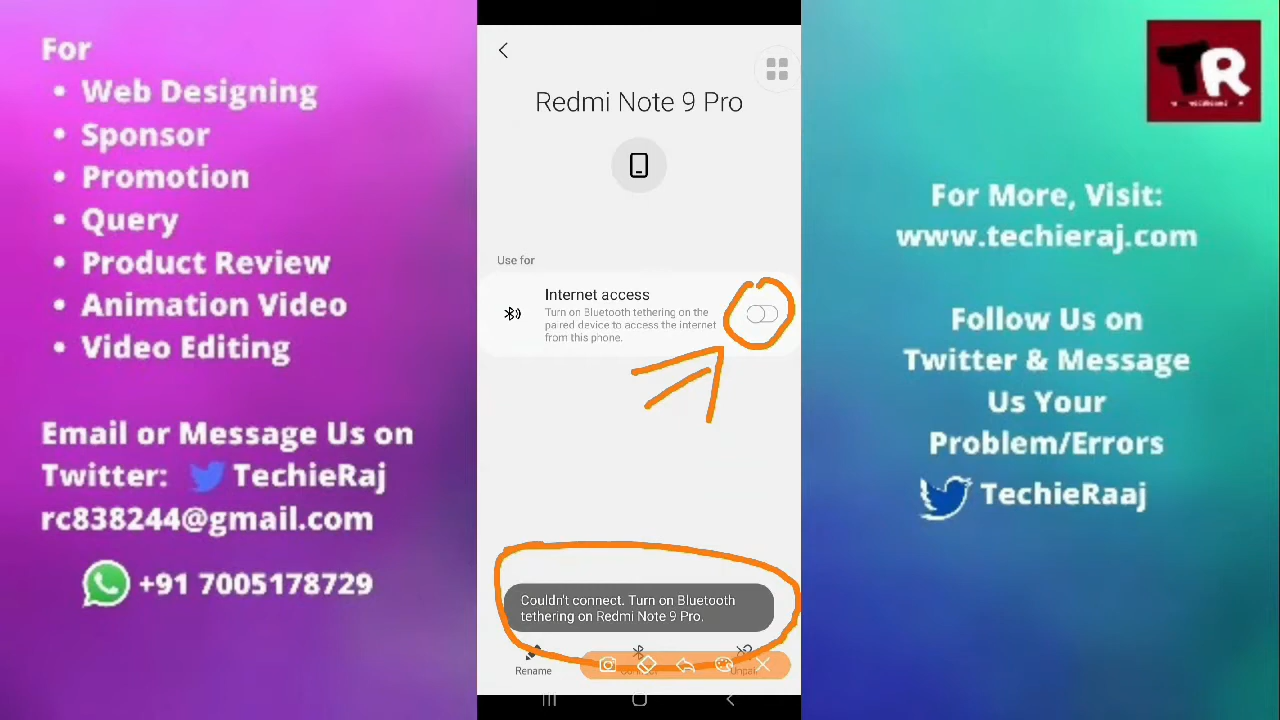 For
• Web Designing
• Sponsor
• Promotion
• Query
• Product Review
• Animation Video
• Video Editing
Email or Message Us on
Twitter: TechieRaj
rc838244@gmail.com
+91 7005178729
Redmi Note 9 Pro
Use for
Internet access
Turn on Bluetooth tethering on the
paired device to access the internet
from this phone.
Couldn't connect. Turn on Bluetooth
tethering on Redmi Note 9 Pro.
Rename
TR
For More, Visit:
www.techieraj.com
Follow Us on
Twitter & Message
Us Your
Problem/Errors
TechieRaaj